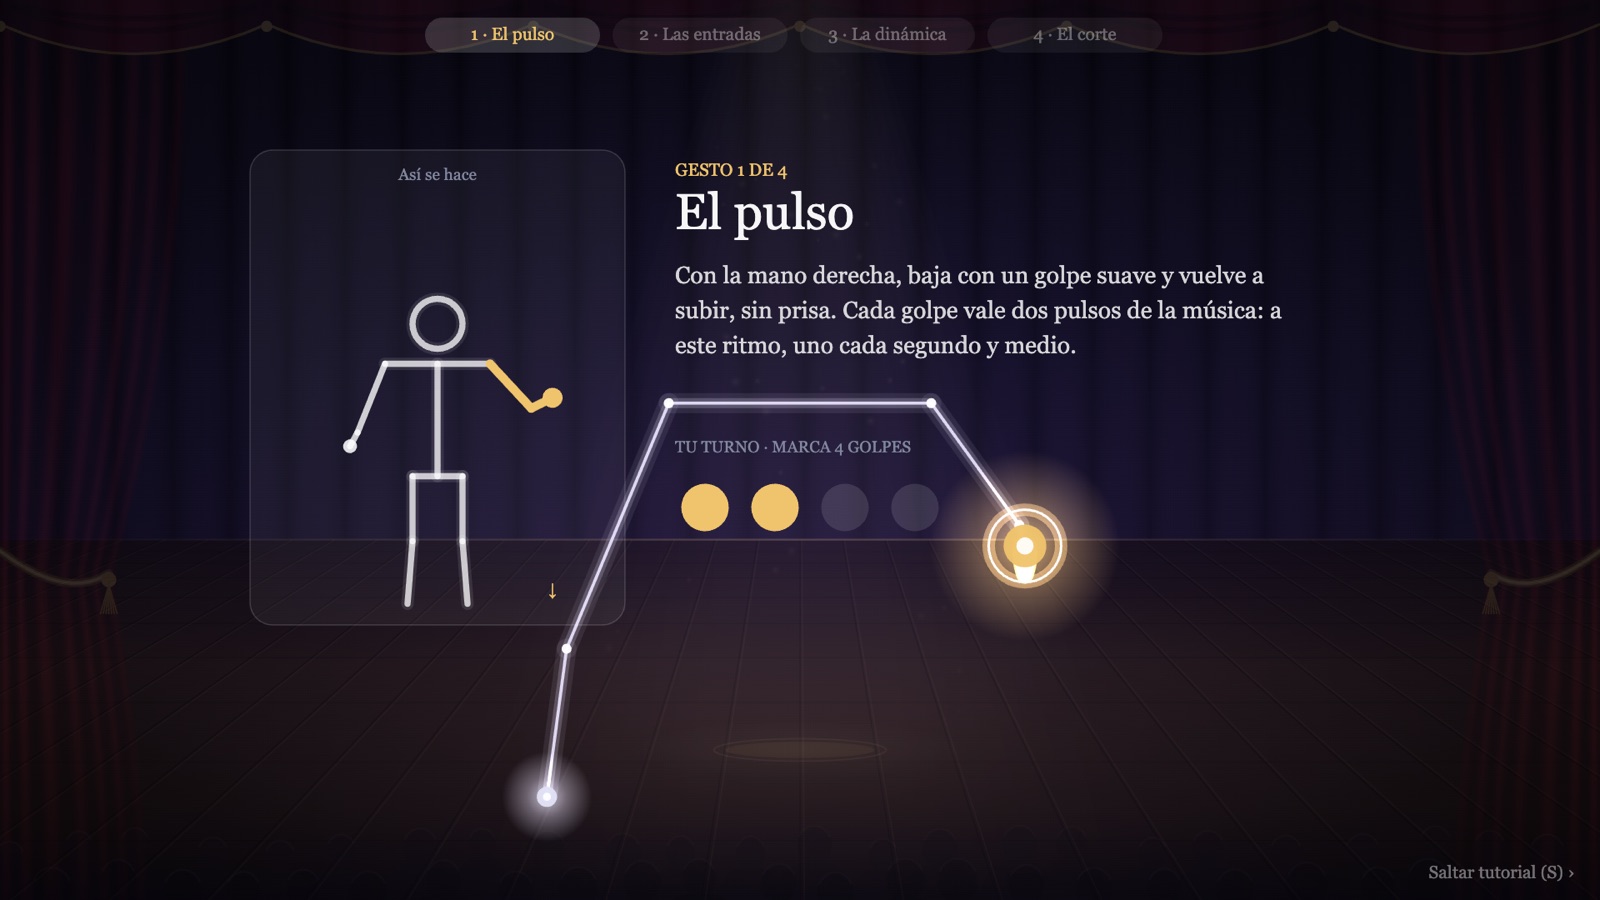 1 · El pulso
2 · Las entradas
3 · La dinámica
4 · El corte
Así se hace
GESTO 1 DE 4
El pulso
Con la mano derecha, baja con un golpe suave y vuelve a
subir, sin prisa. Cada golpe vale dos pulsos de la música: a
este ritmo, uno cada segundo y medio.
TU TURNO · MARCA 4 GOLPES
↓
Saltar tutorial (S) ›